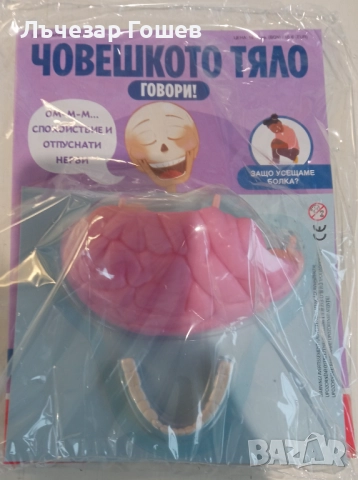 Лъчезар Гошев
ЧОВЕШКОТО ТЯЛО
ГОВОРИ!
ОМ-М-М...
СПОКОЙСТВИЕ И
ОТПУСНАТИ
НЕРВИ
ЗАЩО УСЕЩАМЕ
БОЛКА?
CE
BAZAR